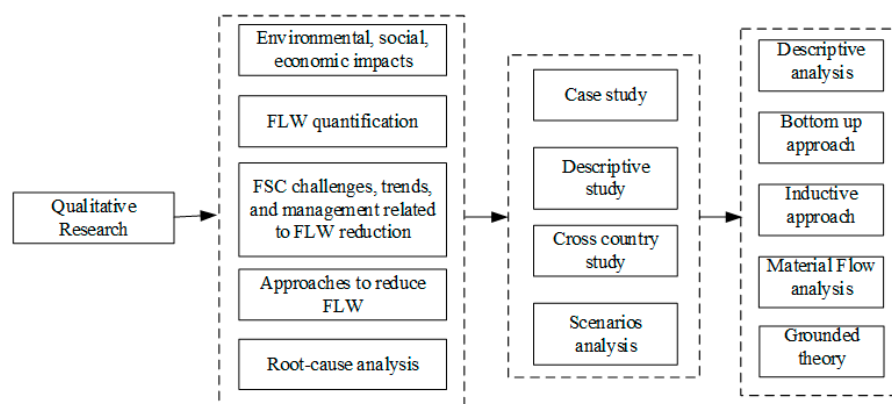 Qualitative
Research
Environmental, social,
economic impacts
FLW quantification
FSC challenges, trends,
and management related
to FLW reduction
Approaches to reduce
FLW
Root-cause analysis
Case study
Descriptive
study
Cross country
study
Scenarios
analysis
Descriptive
analysis
Bottom up
approach
Inductive
approach
Material Flow
analysis
Grounded
theory